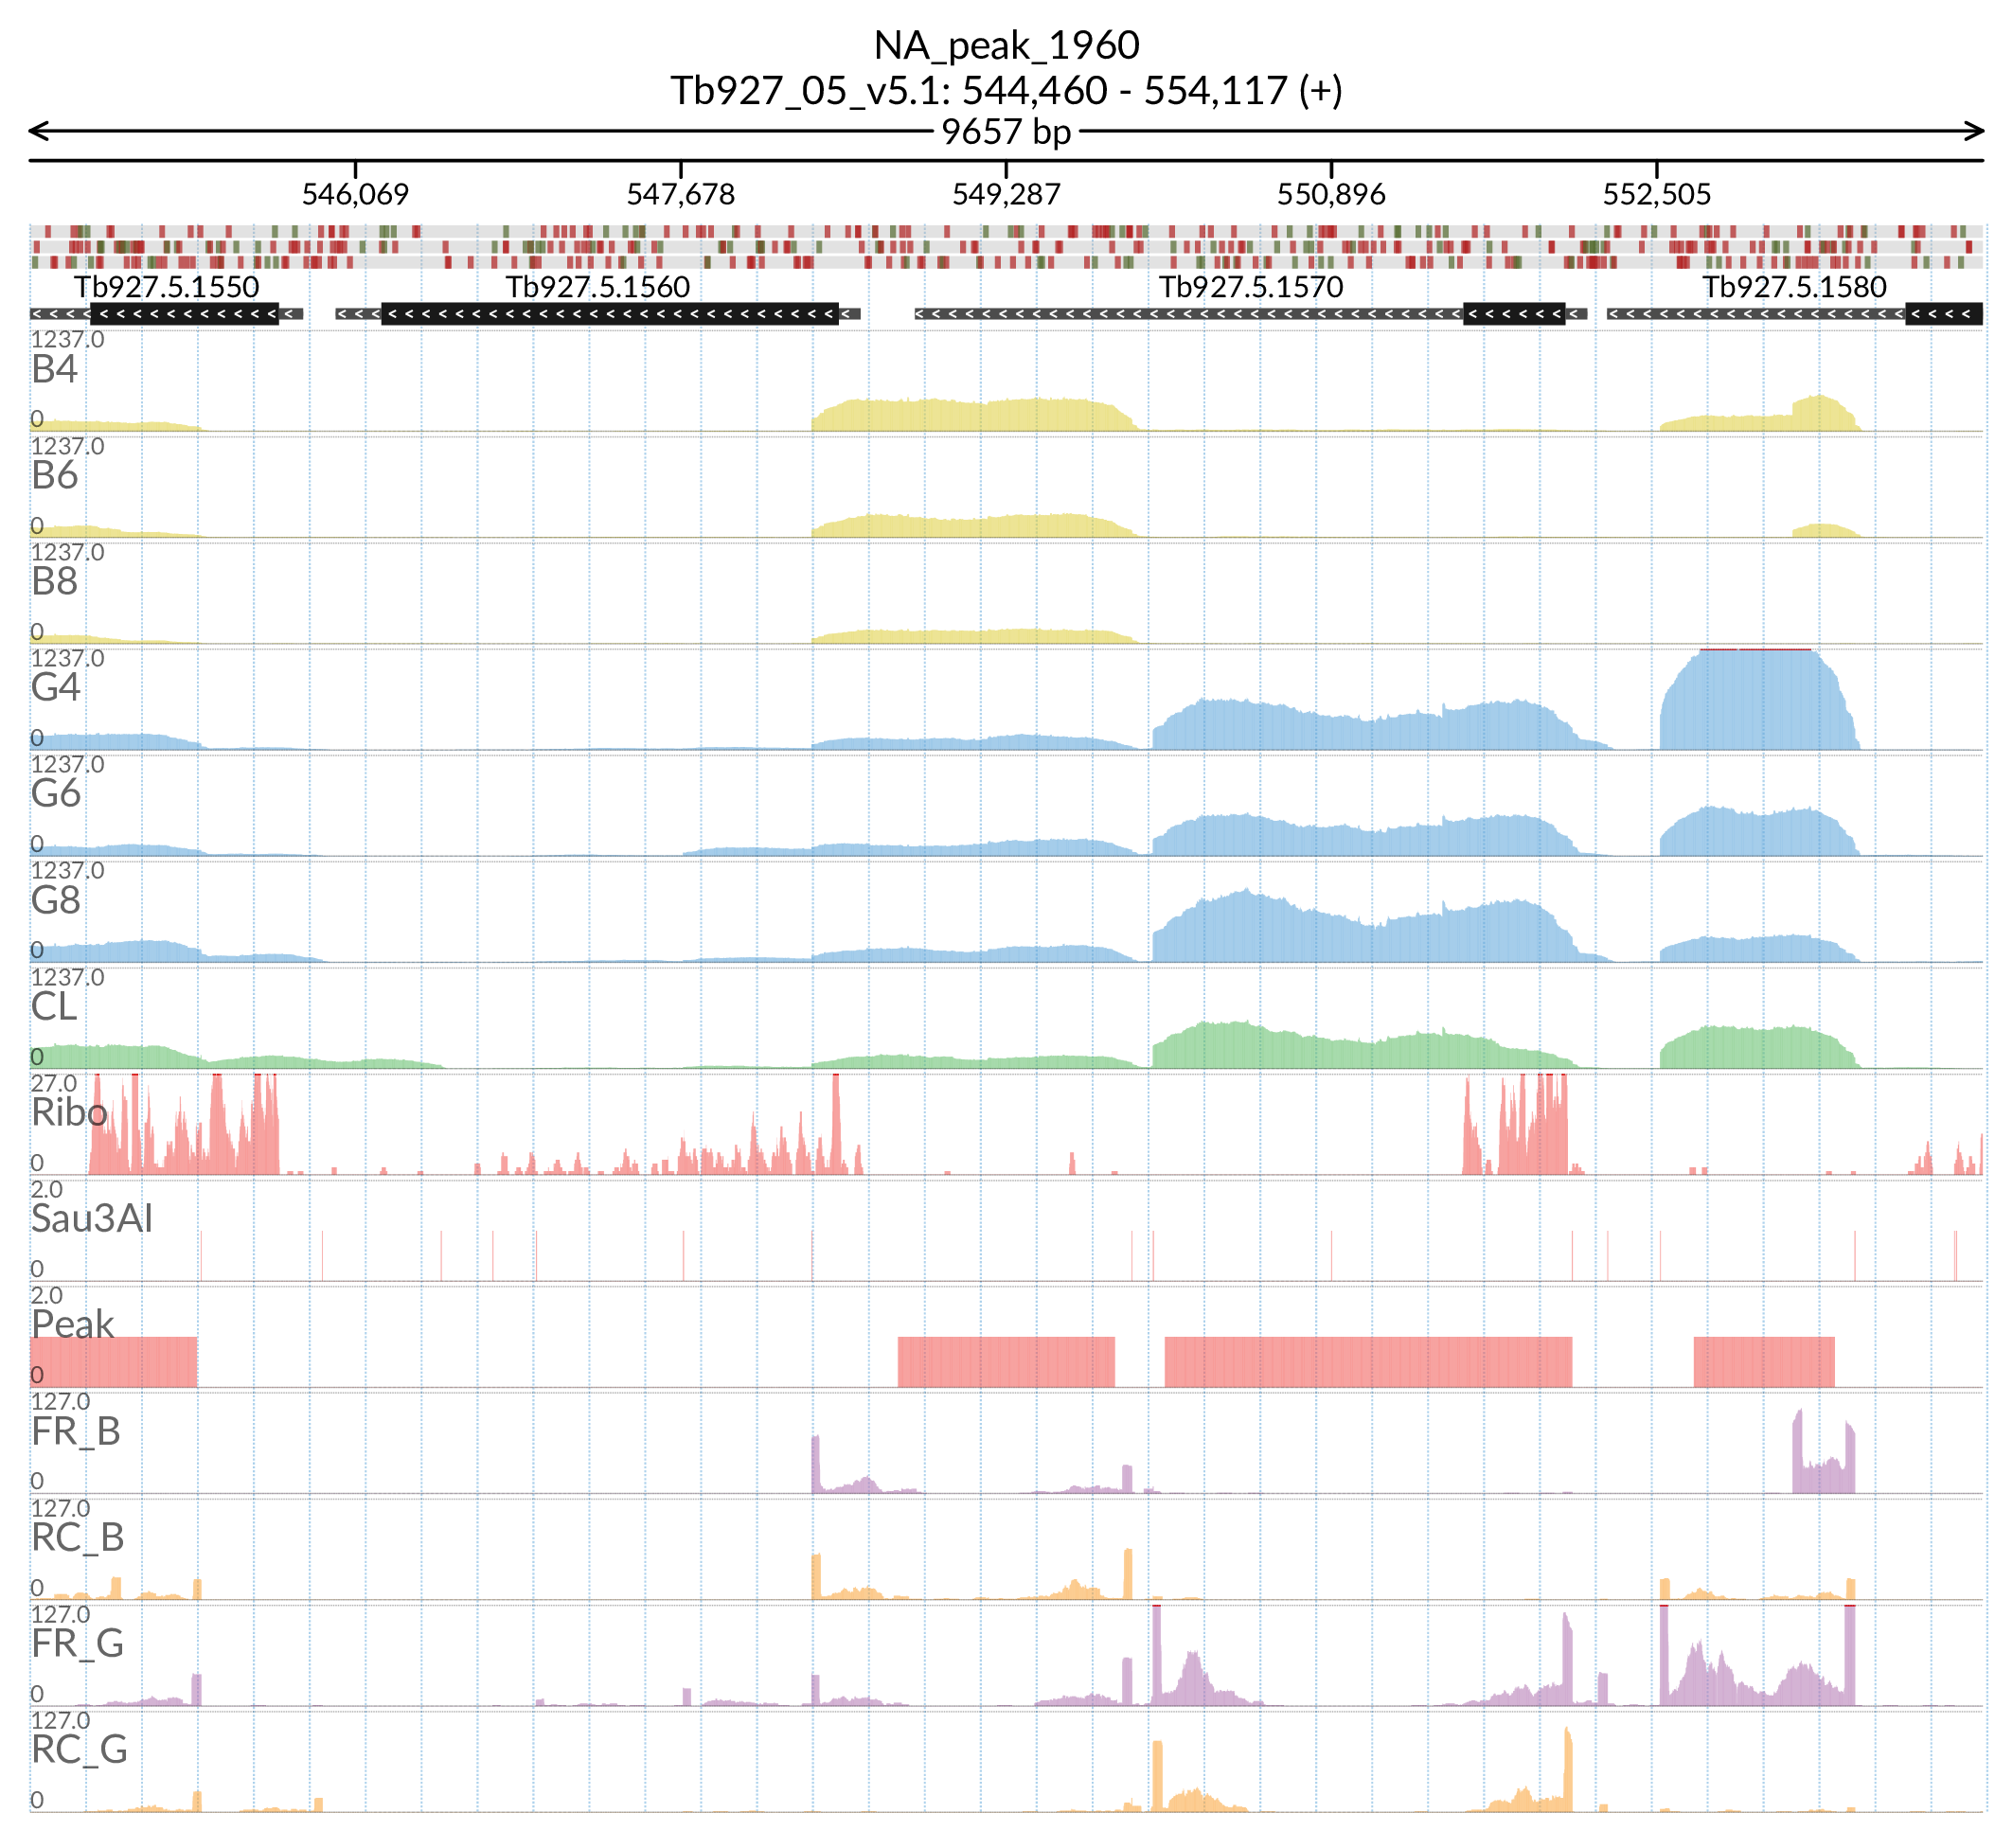 NA_peak_1960
Tb927_05_v5.1: 544,460 - 554,117 (+)
9657 bp
546,069 547,678 549,287 550,896 552,505
Tb927.5.1550 Tb927.5.1560 Tb927.5.1570 Tb927.5.1580
1237.0
B4
0
1237.0
B6
0
1237.0
B8
0
1237.0
G4
0
1237.0
G6
0
1237.0
G8
0
1237.0
CL
0
27.0
Ribo
0
2.0
Sau3AI
0
2.0
Peak
0
127.0
FR_B
0
127.0
RC_B
0
127.0
FR_G
0
127.0
RC_G
0